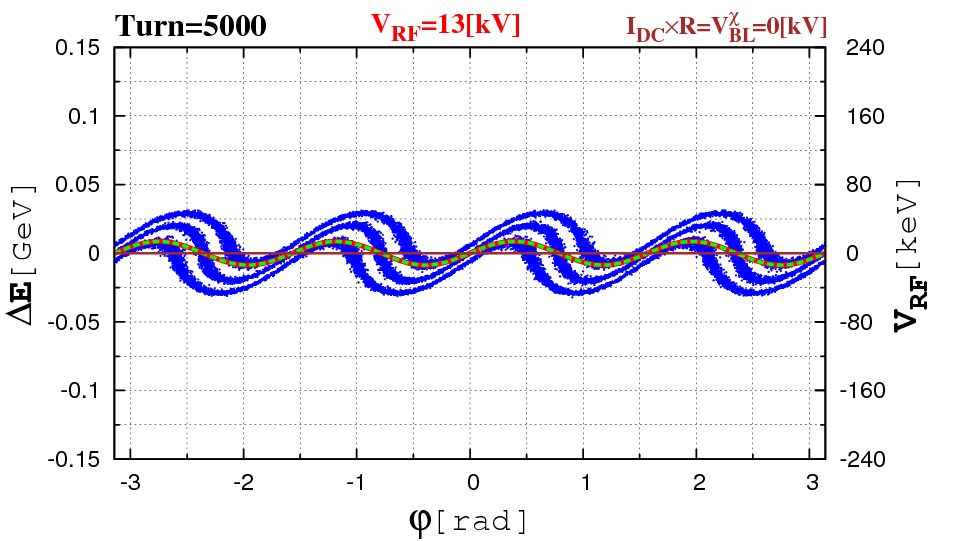 Turn=5000 V_RF=13[kV] I_DC×R=V_BL^χ=0[kV]
0.15 240
0.1 160
0.05 80
0 0
-0.05 -80
-0.1 -160
-0.15 -240
ΔE[GeV]
V_RF[keV]
-3 -2 -1 0 1 2 3
φ[rad]